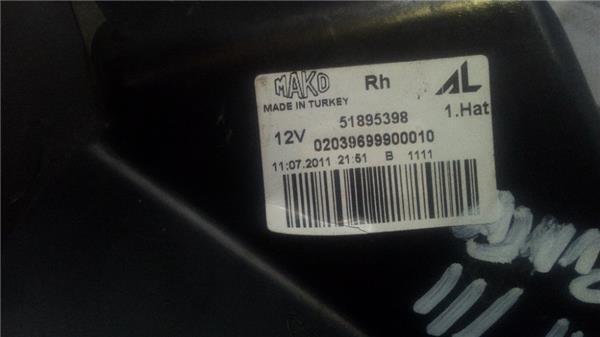 MAKO Rh AL
MADE IN TURKEY
51895398 1.Hat
12V 02039699900010
11.07.2011 21:51 B 1111